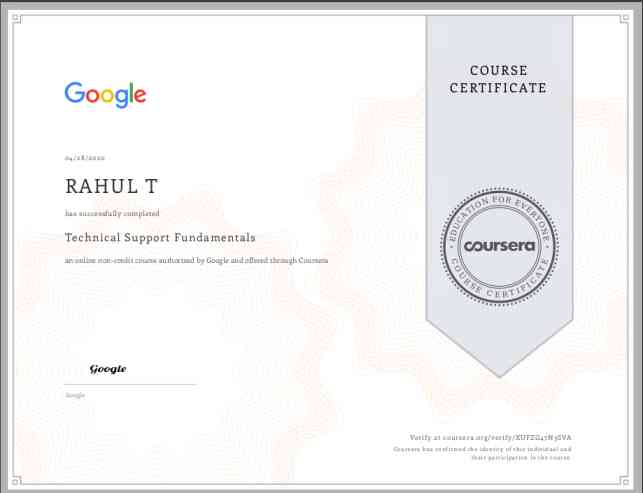 Google
COURSE
CERTIFICATE
04/28/2020
RAHUL T
has successfully completed
Technical Support Fundamentals
an online non-credit course authorized by Google and offered through Coursera
EDUCATION FOR EVERYONE
coursera
COURSE CERTIFICATE
Google
Google
Verify at coursera.org/verify/
Coursera has confirmed the identity of this individual and
their participation in the course.